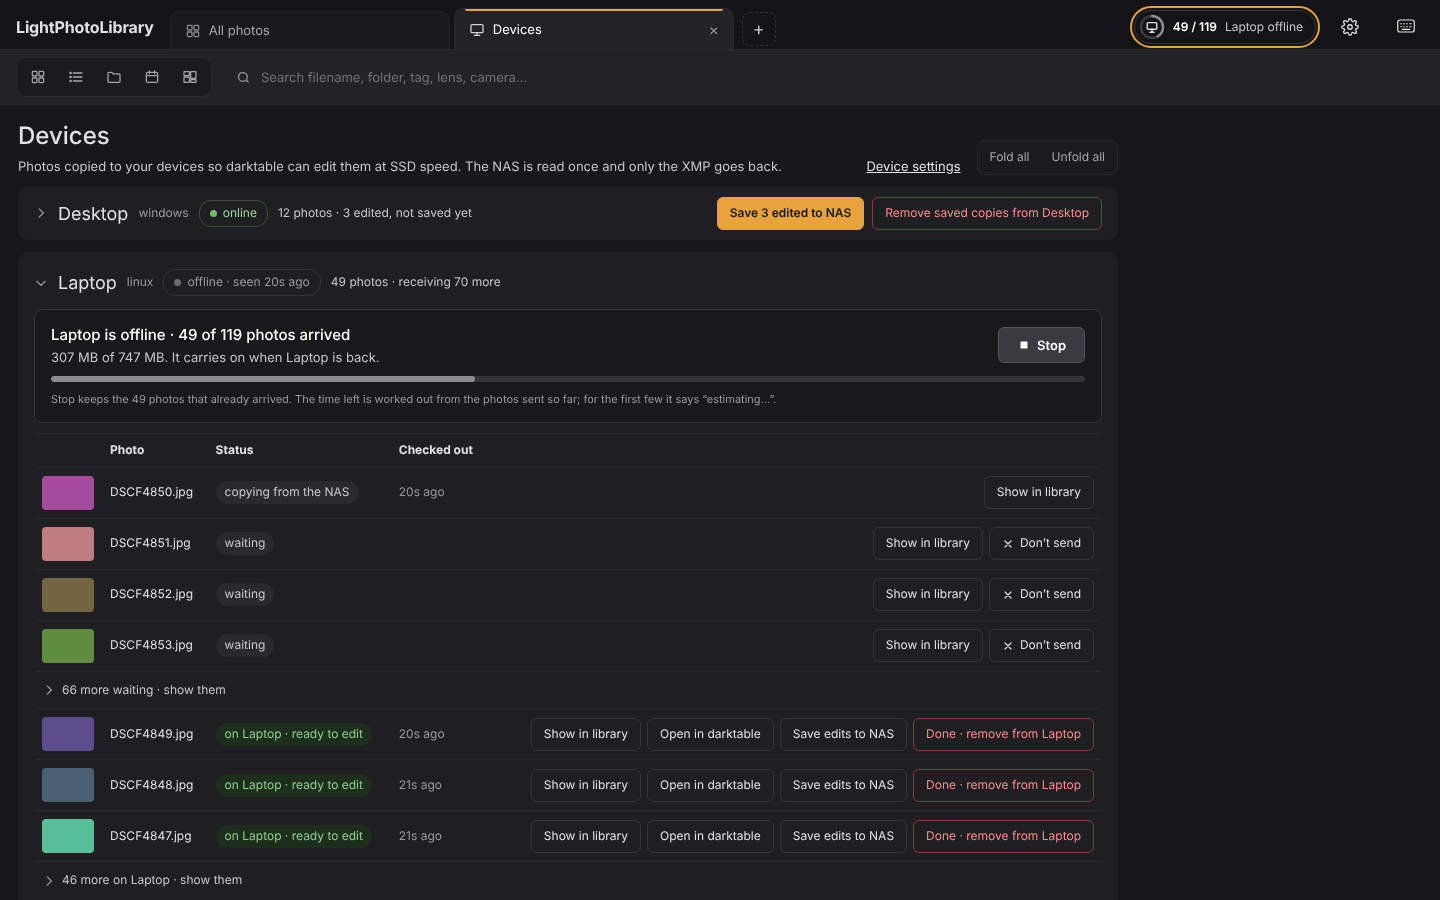 LightPhotoLibrary
All photos
Devices
49 / 119 Laptop offline
Search filename, folder, tag, lens, camera...
Devices
Photos copied to your devices so darktable can edit them at SSD speed. The NAS is read once and only the XMP goes back.
Device settings
Fold all Unfold all
Desktop windows online 12 photos · 3 edited, not saved yet
Save 3 edited to NAS Remove saved copies from Desktop
Laptop linux offline · seen 20s ago 49 photos · receiving 70 more
Laptop is offline · 49 of 119 photos arrived
307 MB of 747 MB. It carries on when Laptop is back.
Stop
Stop keeps the 49 photos that already arrived. The time left is worked out from the photos sent so far; for the first few it says “estimating…”.
Photo Status Checked out
DSCF4850.jpg copying from the NAS 20s ago Show in library
DSCF4851.jpg waiting Show in library Don’t send
DSCF4852.jpg waiting Show in library Don’t send
DSCF4853.jpg waiting Show in library Don’t send
66 more waiting · show them
DSCF4849.jpg on Laptop · ready to edit 20s ago Show in library Open in darktable Save edits to NAS Done · remove from Laptop
DSCF4848.jpg on Laptop · ready to edit 21s ago Show in library Open in darktable Save edits to NAS Done · remove from Laptop
DSCF4847.jpg on Laptop · ready to edit 21s ago Show in library Open in darktable Save edits to NAS Done · remove from Laptop
46 more on Laptop · show them